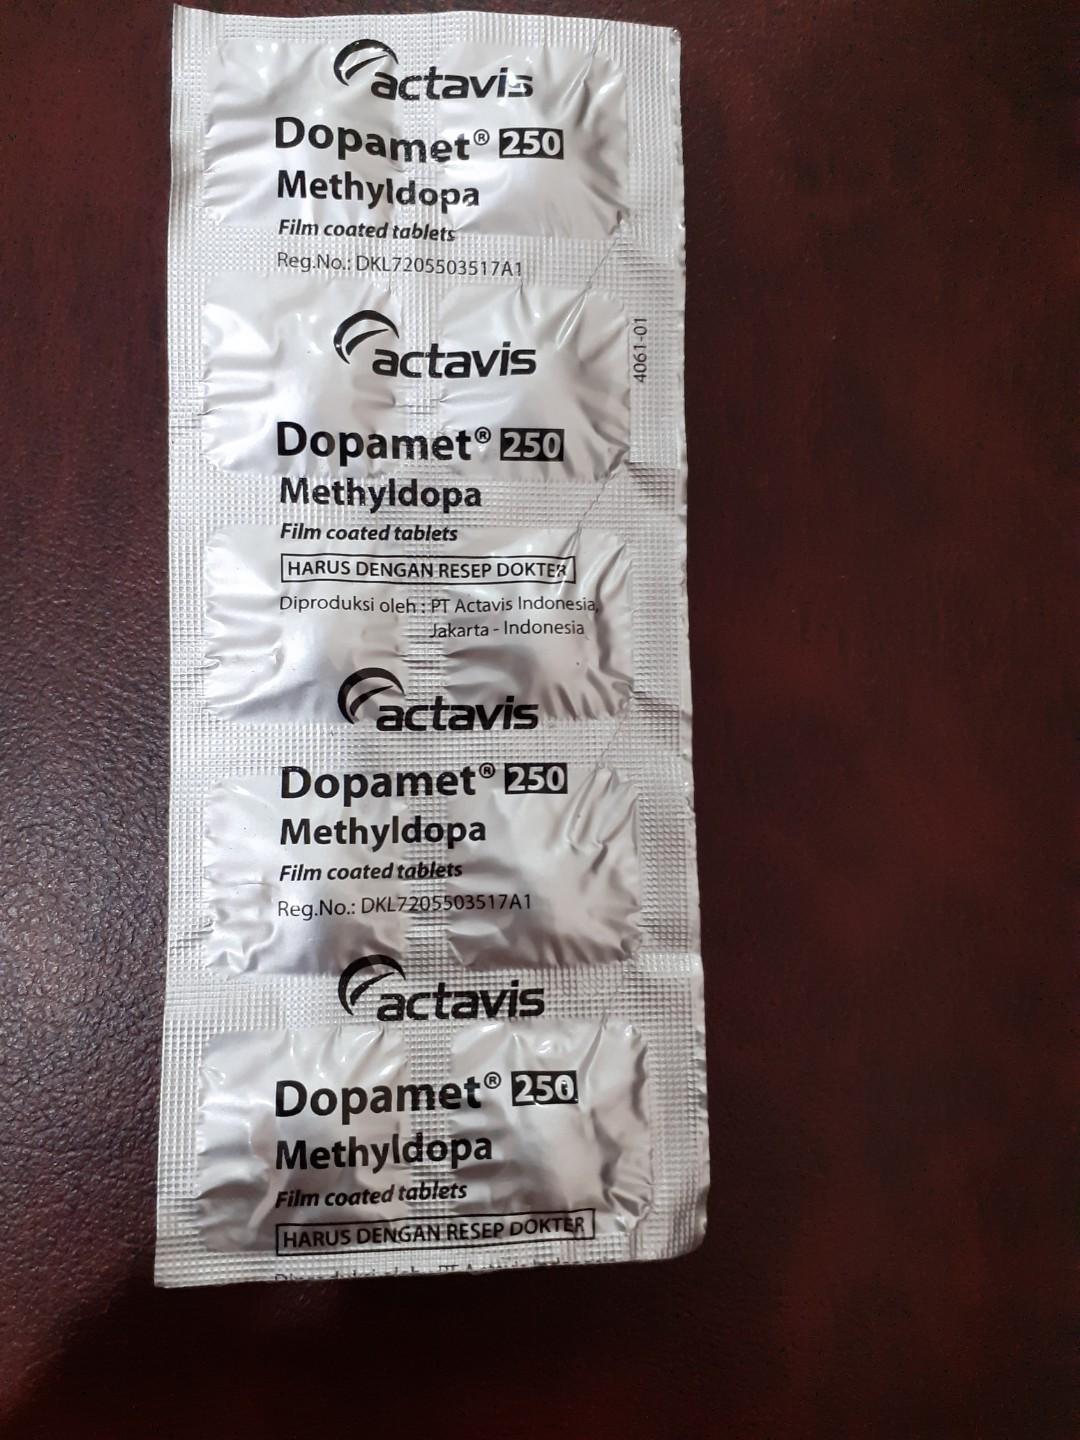 actavis
Dopamet® 250
Methyldopa
Film coated tablets
Reg.No.: DKL7205503517A1
4061-01
actavis
Dopamet® 250
Methyldopa
Film coated tablets
HARUS DENGAN RESEP DOKTER
Diproduksi oleh : PT Actavis Indonesia,
Jakarta - Indonesia
actavis
Dopamet® 250
Methyldopa
Film coated tablets
Reg.No.: DKL7205503517A1
actavis
Dopamet® 250
Methyldopa
Film coated tablets
HARUS DENGAN RESEP DOKTER